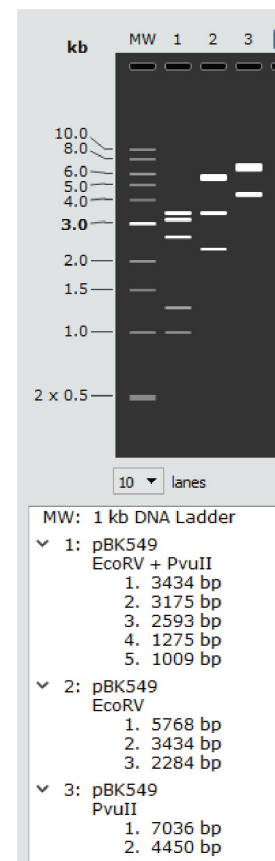 kb
MW 1 2 3
10.0
8.0
6.0
5.0
4.0
3.0
2.0
1.5
1.0
2 x 0.5
10 lanes
MW: 1 kb DNA Ladder
1: pBK549
EcoRV + PvuII
1. 3434 bp
2. 3175 bp
3. 2593 bp
4. 1275 bp
5. 1009 bp
2: pBK549
EcoRV
1. 5768 bp
2. 3434 bp
3. 2284 bp
3: pBK549
PvuII
1. 7036 bp
2. 4450 bp